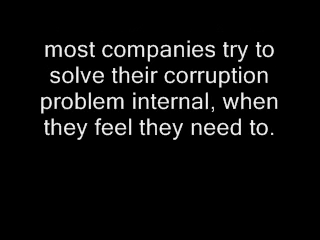 most companies try to
solve their corruption
problem internal, when
they feel they need to.